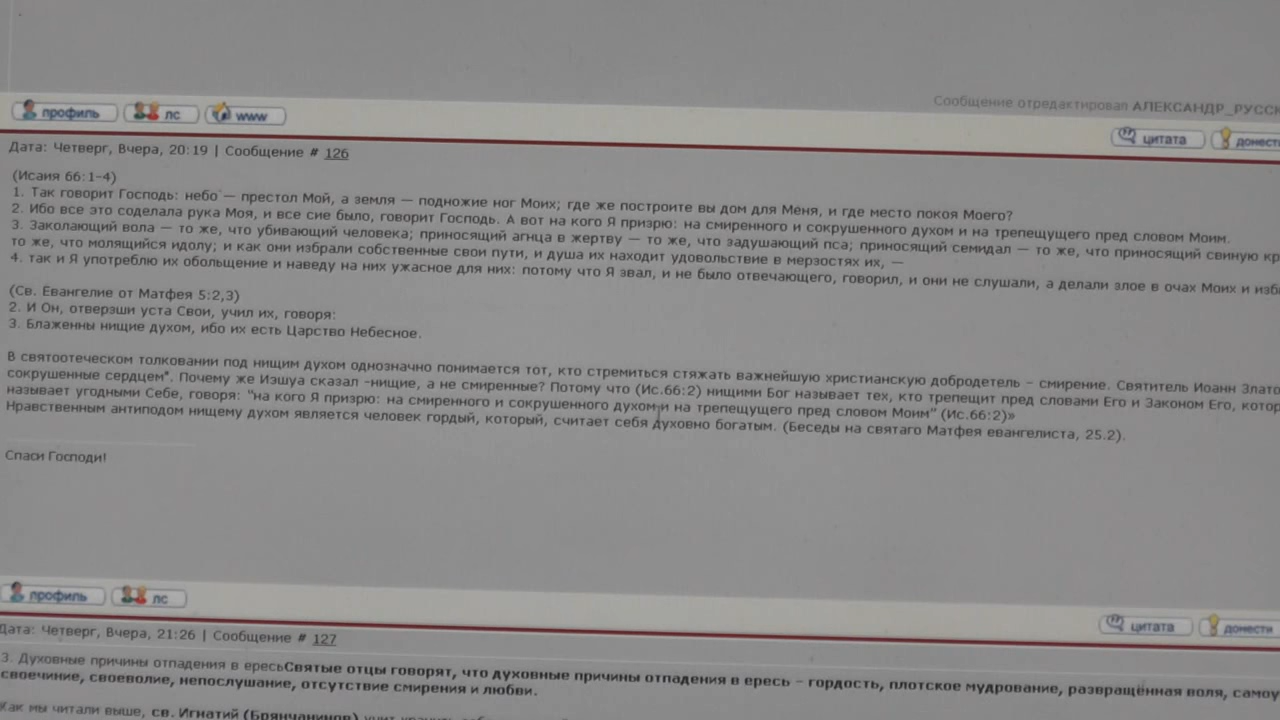 Сообщение отредактировал АЛЕКСАНДР_РУССК
профиль лс www
цитата донести
Дата: Четверг, Вчера, 20:19 | Сообщение # 126
(Исаия 66:1-4)
1. Так говорит Господь: небо — престол Мой, а земля — подножие ног Моих; где же построите вы дом для Меня, и где место покоя Моего?
2. Ибо все это соделала рука Моя, и все сие было, говорит Господь. А вот на кого Я призрю: на смиренного и сокрушенного духом и на трепещущего пред словом Моим.
3. Заколающий вола — то же, что убивающий человека; приносящий агнца в жертву — то же, что задушающий пса; приносящий семидал — то же, что приносящий свиную кр
то же, что молящийся идолу; и как они избрали собственные свои пути, и душа их находит удовольствие в мерзостях их, —
4. так и Я употреблю их обольщение и наведу на них ужасное для них: потому что Я звал, и не было отвечающего, говорил, и они не слушали, а делали злое в очах Моих и изб
(Св. Евангелие от Матфея 5:2,3)
2. И Он, отверзши уста Свои, учил их, говоря:
3. Блаженны нищие духом, ибо их есть Царство Небесное.
В святоотеческом толковании под нищим духом однозначно понимается тот, кто стремиться стяжать важнейшую христианскую добродетель – смирение. Святитель Иоанн Злато
сокрушенные сердцем". Почему же Иэшуа сказал -нищие, а не смиренные? Потому что (Ис.66:2) нищими Бог называет тех, кто трепещит пред словами Его и Законом Его, котор
называет угодными Себе, говоря: "на кого Я призрю: на смиренного и сокрушенного духом и на трепещущего пред словом Моим" (Ис.66:2)»
Нравственным антиподом нищему духом является человек гордый, который, считает себя духовно богатым. (Беседы на святаго Матфея евангелиста, 25.2).
Спаси Господи!
профиль лс
цитата донести
Дата: Четверг, Вчера, 21:26 | Сообщение # 127
3. Духовные причины отпадения в ересьСвятые отцы говорят, что духовные причины отпадения в ересь – гордость, плотское мудрование, развращённая воля, самоу
своечиние, своеволие, непослушание, отсутствие смирения и любви.
Как мы читали выше, св. Игнатий (Брянчанинов) учит